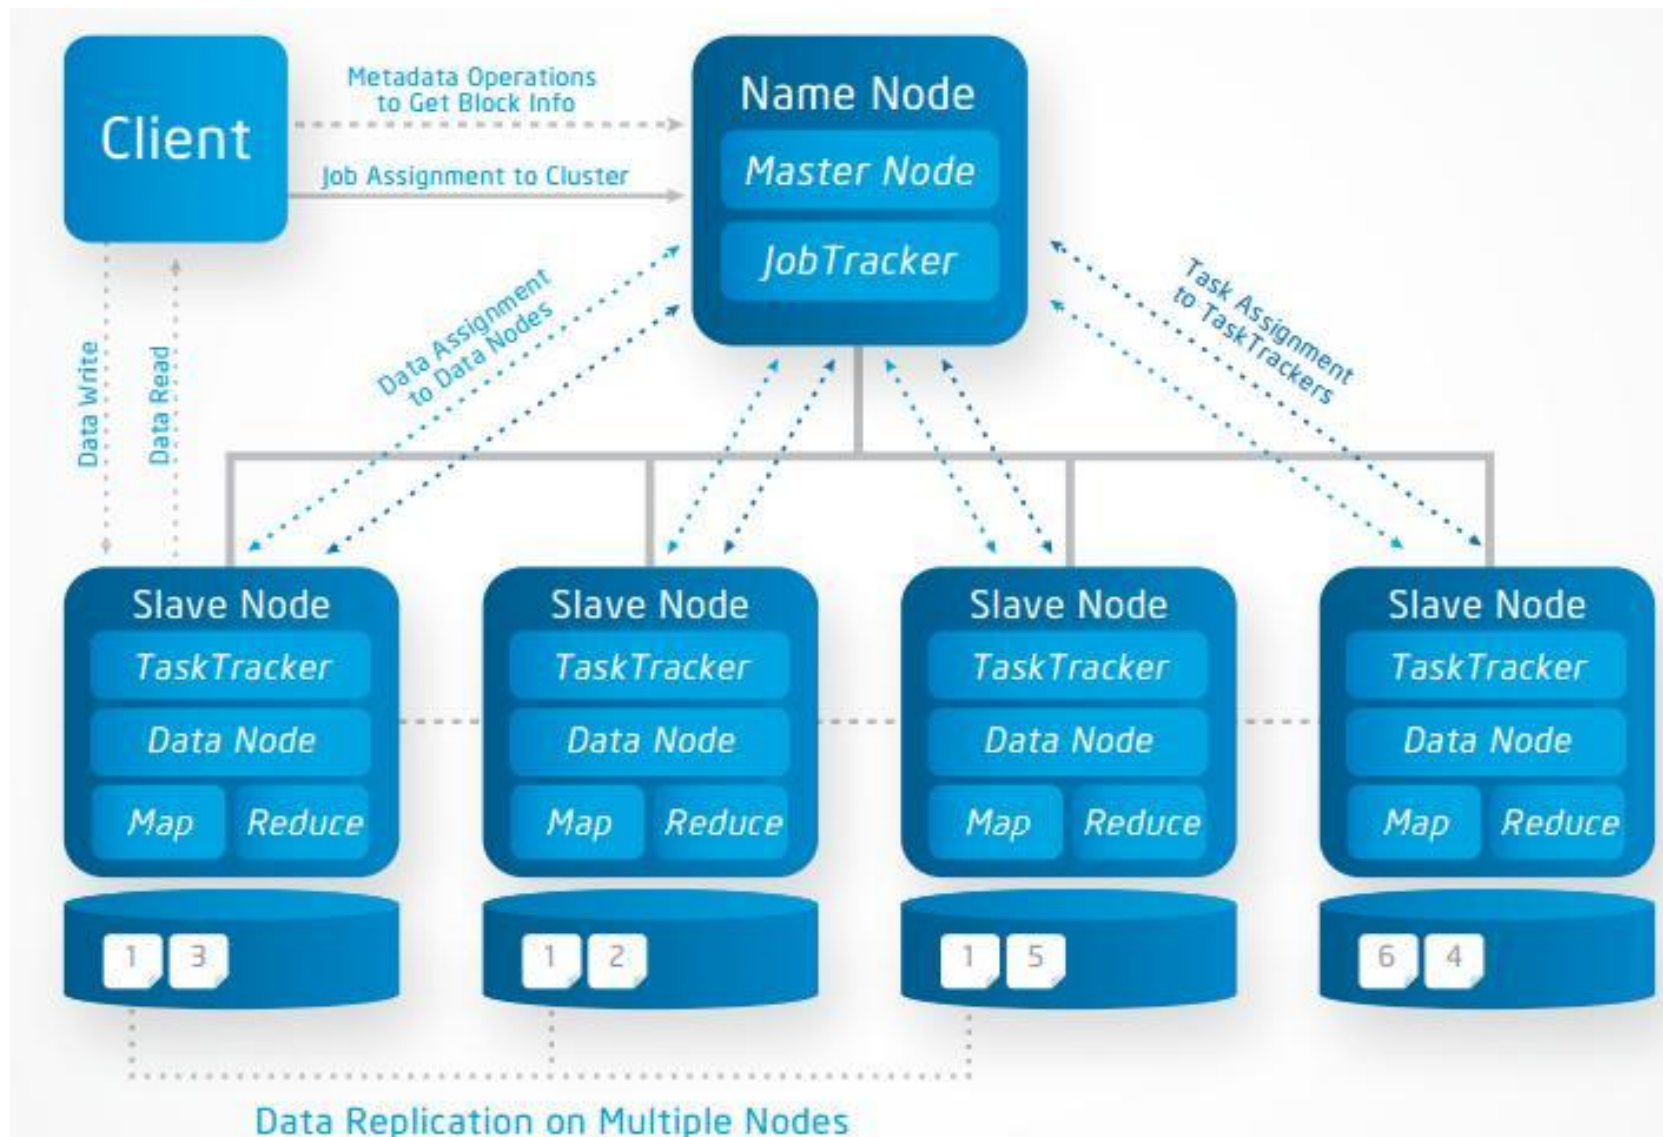 Client
Metadata Operations
to Get Block Info
Job Assignment to Cluster
Name Node
Master Node
JobTracker
Data Write
Data Read
Data Assignment
to Data Nodes
Task Assignment
to TaskTrackers
Slave Node
TaskTracker
Data Node
Map Reduce
1 3
Slave Node
TaskTracker
Data Node
Map Reduce
1 2
Slave Node
TaskTracker
Data Node
Map Reduce
1 5
Slave Node
TaskTracker
Data Node
Map Reduce
6 4
Data Replication on Multiple Nodes